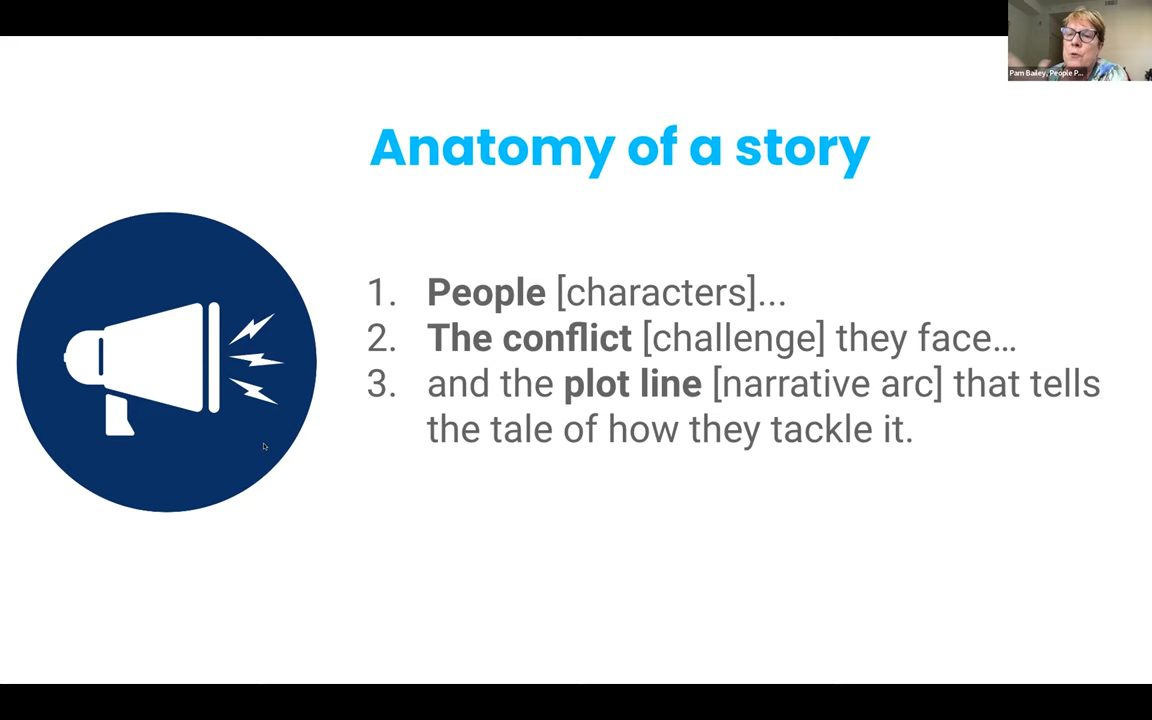 Pam Bailey, People P...
Anatomy of a story
1. People [characters]...
2. The conflict [challenge] they face...
3. and the plot line [narrative arc] that tells
the tale of how they tackle it.